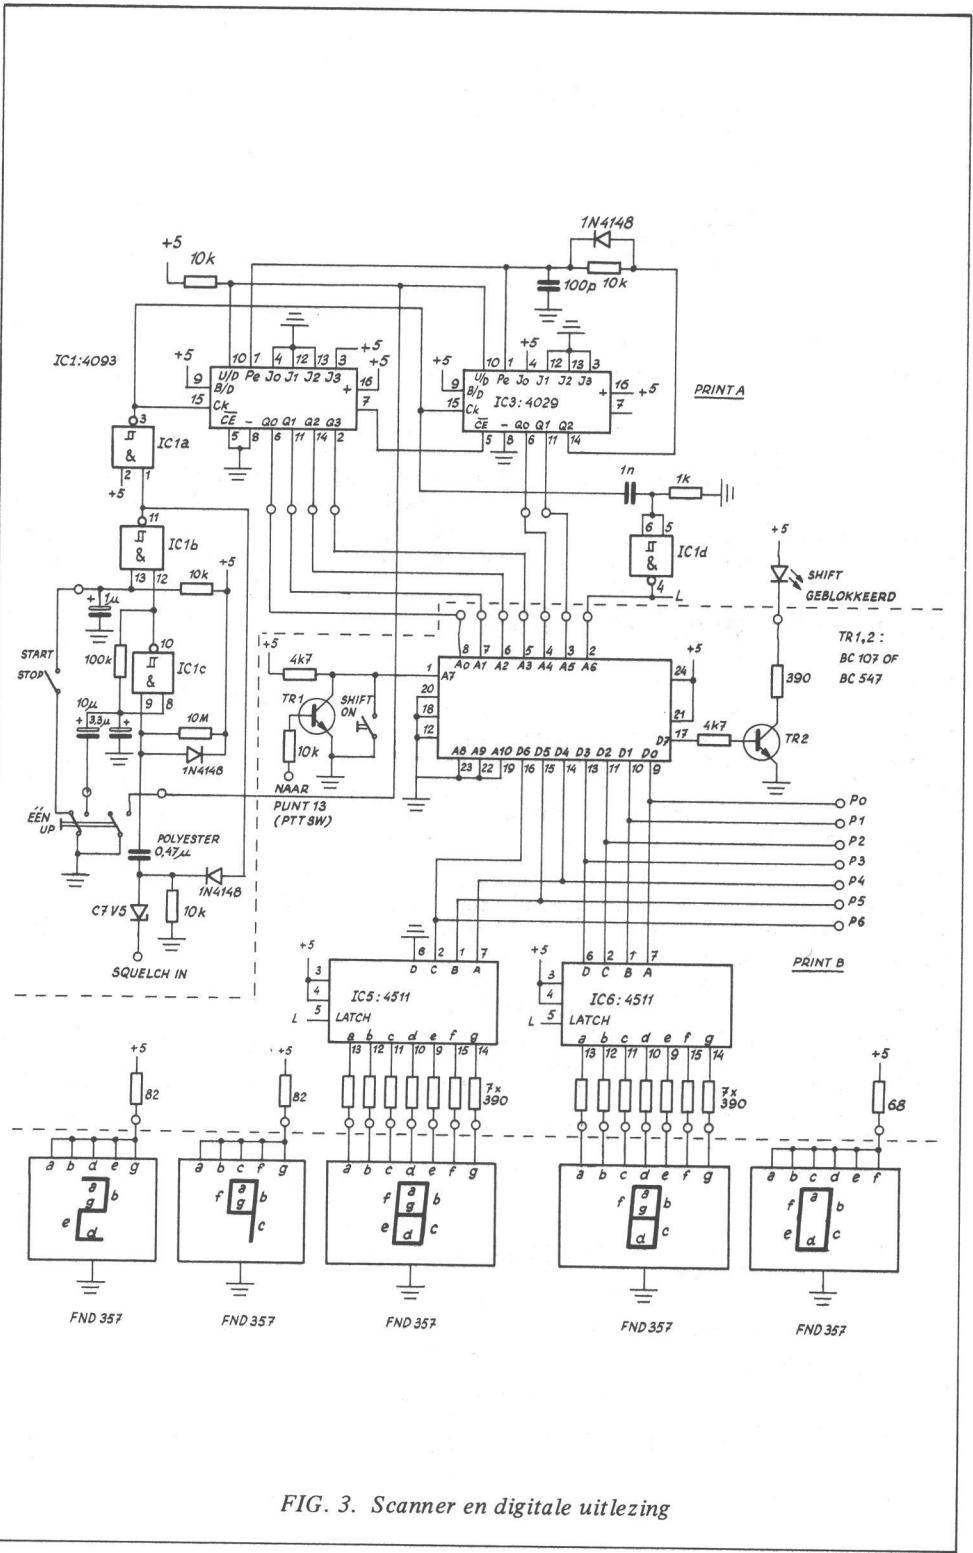 1N4148
+5
10k
100p 10k
IC1:4093
+5
10 1 4 12 13 3
+5
9 U/D Pe J0 J1 J2 J3
B/D
16
15 Ck
+
7
CE - Q0 Q1 Q2 Q3
5 8 6 11 14 2
+5
+5
10 1 4 12 13 3
9 U/D Pe J0 J1 J2 J3
B/D
16 +5
IC3:4029
15 Ck
+
7
CE - Q0 Q1 Q2
5 8 6 11 14
PRINT A
3
&
IC1a
2 1
+5
11
&
IC1b
13 12
10k
+5
+ 1µ
1n
1k
6 5
&
IC1d
4
L
+5
SHIFT
GEBLOKKEERD
START
STOP
100k
10
&
IC1c
9 8
10µ
+ 3,3µ +
10M
1N4148
ÉÉN
UP
POLYESTER
0,47µ
1N4148
C7V5
10k
SQUELCH IN
+5
4k7
TR1
SHIFT
ON
10k
NAAR
PUNT 13
(PTT SW)
8 7 6 5 4 3 2
1 A0 A1 A2 A3 A4 A5 A6
A7
+5
24
20
18
21
12
D7 17
A8 A9 A10 D6 D5 D4 D3 D2 D1 D0
23 22 19 16 15 14 13 11 10 9
4k7
TR2
390
TR1,2:
BC 107 OF
BC 547
P0
P1
P2
P3
P4
P5
P6
PRINT B
+5
6 2 1 7
D C B A
3
4
IC5:4511
L 5 LATCH
a b c d e f g
13 12 11 10 9 15 14
7x
390
+5
6 2 1 7
D C B A
3
4
IC6:4511
L 5 LATCH
a b c d e f g
13 12 11 10 9 15 14
7x
390
+5
82
+5
82
+5
68
a b d e g
a
g b
e d
FND 357
a b c f g
f a b
g
c
FND 357
a b c d e f g
f a b
g
e d c
FND 357
a b c d e f g
f a b
g
d c
FND 357
a b c d e f
f a b
e d c
FND 357
FIG. 3. Scanner en digitale uitlezing